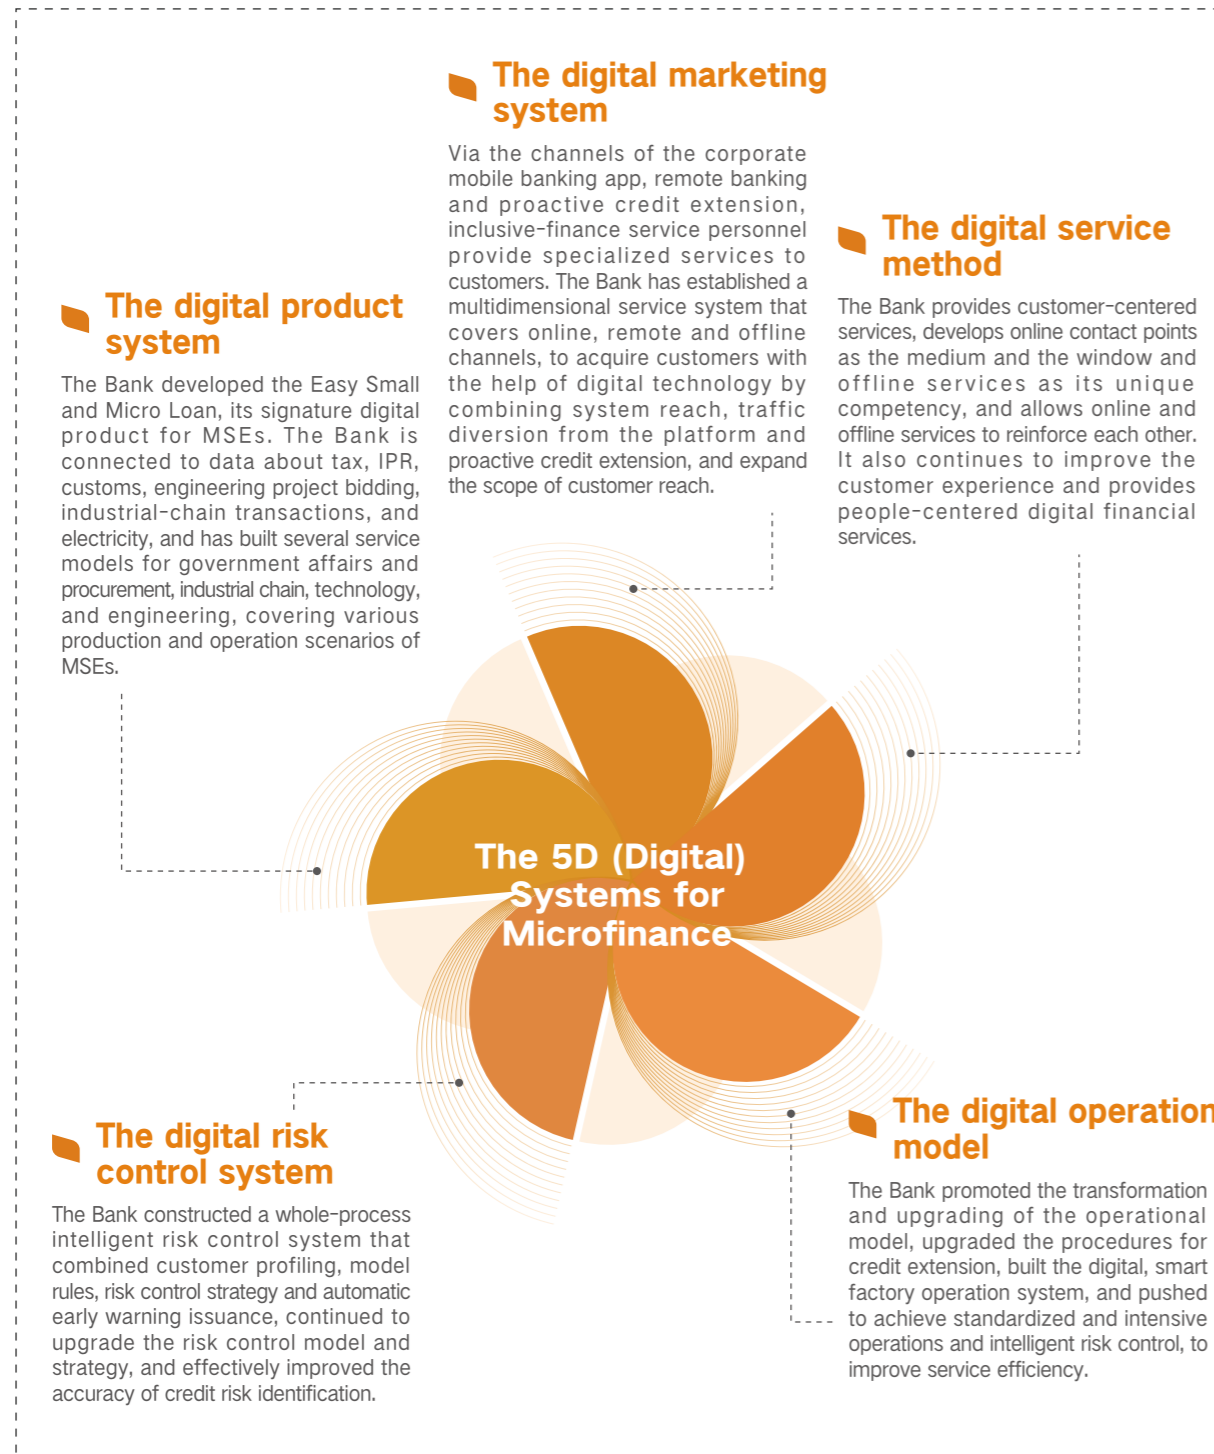 The digital marketing
system
Via the channels of the corporate
mobile banking app, remote banking
and proactive credit extension,
inclusive-finance service personnel
provide specialized services to
customers. The Bank has established a
multidimensional service system that
covers online, remote and offline
channels, to acquire customers with
the help of digital technology by
combining system reach, traffic
diversion from the platform and
proactive credit extension, and expand
the scope of customer reach.
The digital service
method
The Bank provides customer-centered
services, develops online contact points
as the medium and the window and
offline services as its unique
competency, and allows online and
offline services to reinforce each other.
It also continues to improve the
customer experience and provides
people-centered digital financial
services.
The digital product
system
The Bank developed the Easy Small
and Micro Loan, its signature digital
product for MSEs. The Bank is
connected to data about tax, IPR,
customs, engineering project bidding,
industrial-chain transactions, and
electricity, and has built several service
models for government affairs and
procurement, industrial chain, technology,
and engineering, covering various
production and operation scenarios of
MSEs.
The 5D (Digital)
Systems for
Microfinance
The digital risk
control system
The Bank constructed a whole-process
intelligent risk control system that
combined customer profiling, model
rules, risk control strategy and automatic
early warning issuance, continued to
upgrade the risk control model and
strategy, and effectively improved the
accuracy of credit risk identification.
The digital operation
model
The Bank promoted the transformation
and upgrading of the operational
model, upgraded the procedures for
credit extension, built the digital, smart
factory operation system, and pushed
to achieve standardized and intensive
operations and intelligent risk control, to
improve service efficiency.